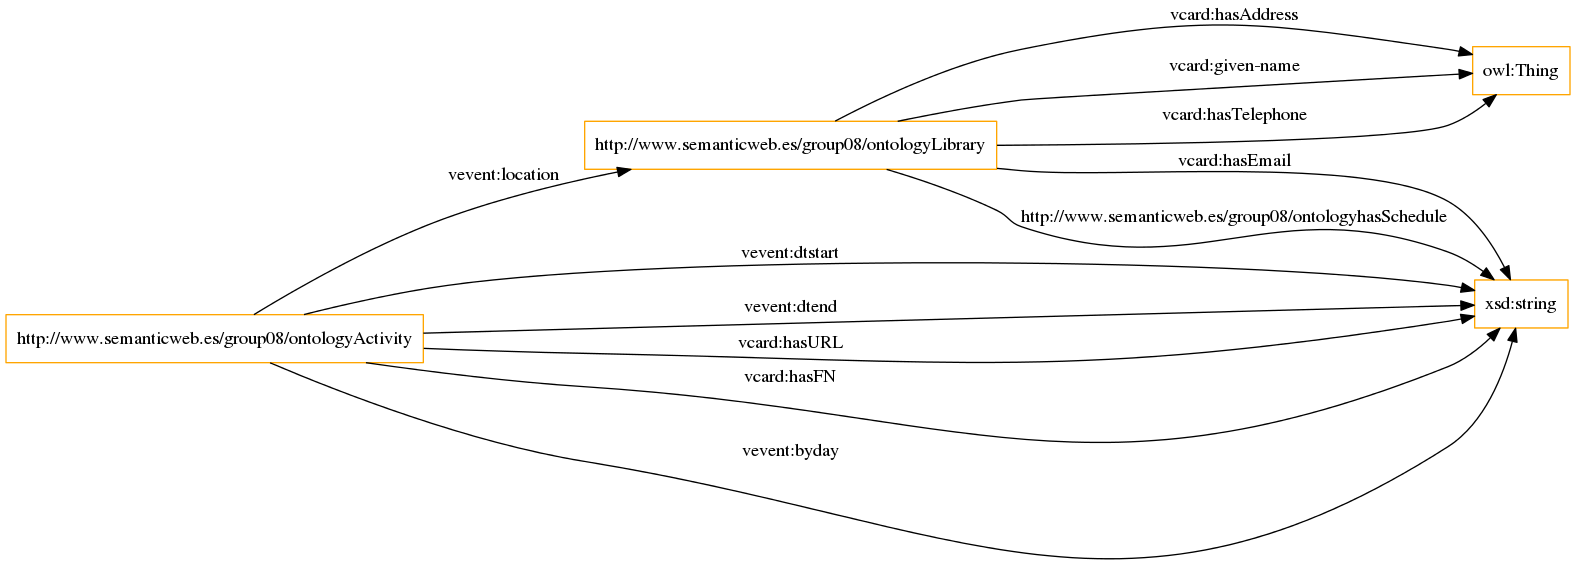 vcard:hasAddress
owl:Thing
vcard:given-name
vcard:hasTelephone
http://www.semanticweb.es/group08/ontologyLibrary
vcard:hasEmail
vevent:location
http://www.semanticweb.es/group08/ontologyhasSchedule
vevent:dtstart
xsd:string
vevent:dtend
http://www.semanticweb.es/group08/ontologyActivity
vcard:hasURL
vcard:hasFN
vevent:byday